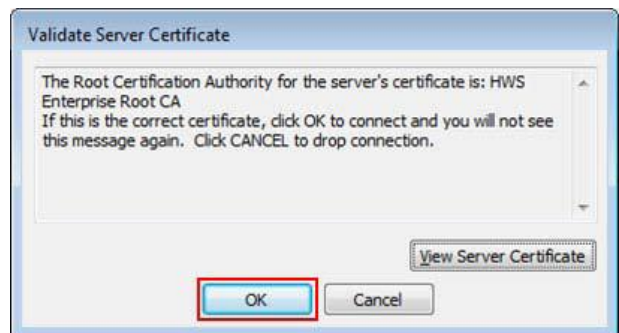 Validate Server Certificate
The Root Certification Authority for the server's certificate is: HWS
Enterprise Root CA
If this is the correct certificate, click OK to connect and you will not see
this message again.  Click CANCEL to drop connection.
View Server Certificate
OK
Cancel